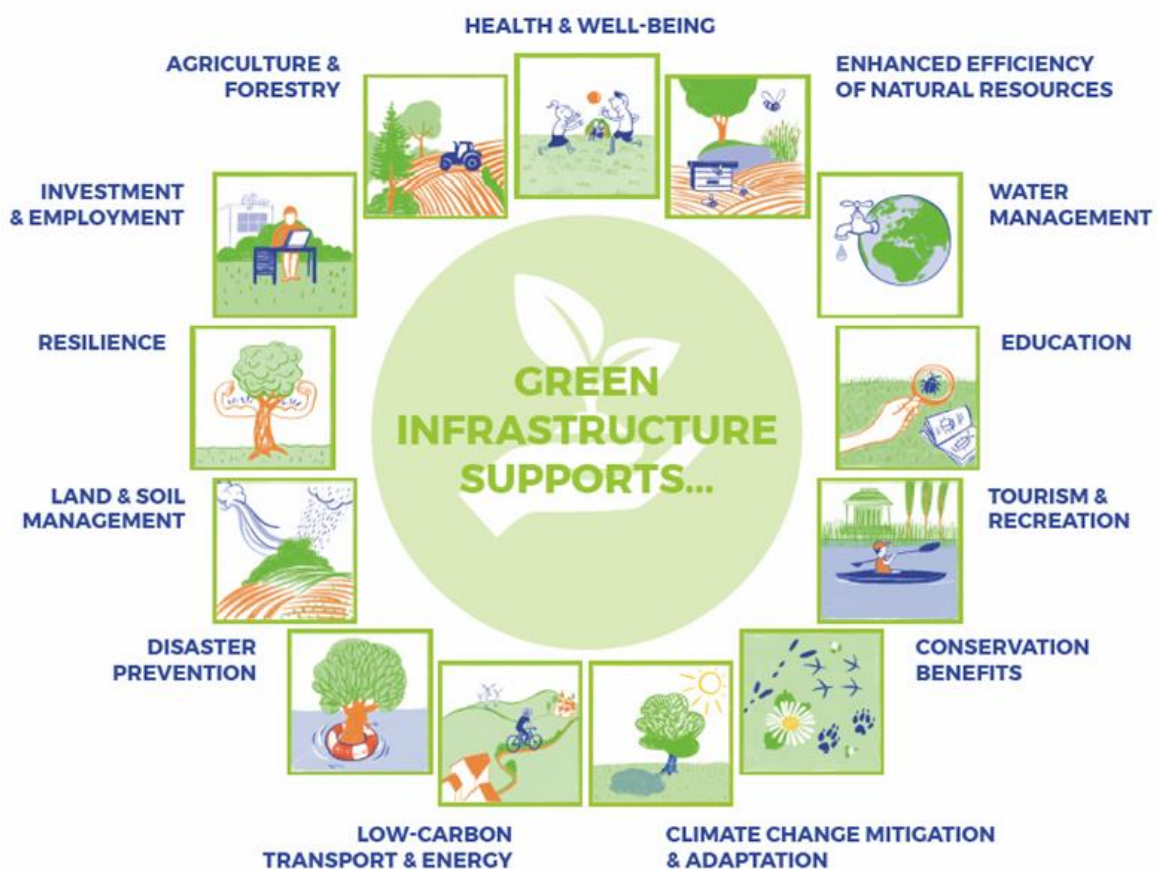 HEALTH & WELL-BEING
AGRICULTURE &
FORESTRY
ENHANCED EFFICIENCY
OF NATURAL RESOURCES
INVESTMENT
& EMPLOYMENT
Office
WATER
MANAGEMENT
RESILIENCE
EDUCATION
GREEN
INFRASTRUCTURE
SUPPORTS...
LAND & SOIL
MANAGEMENT
TOURISM &
RECREATION
DISASTER
PREVENTION
CONSERVATION
BENEFITS
LOW-CARBON
TRANSPORT & ENERGY
CLIMATE CHANGE MITIGATION
& ADAPTATION